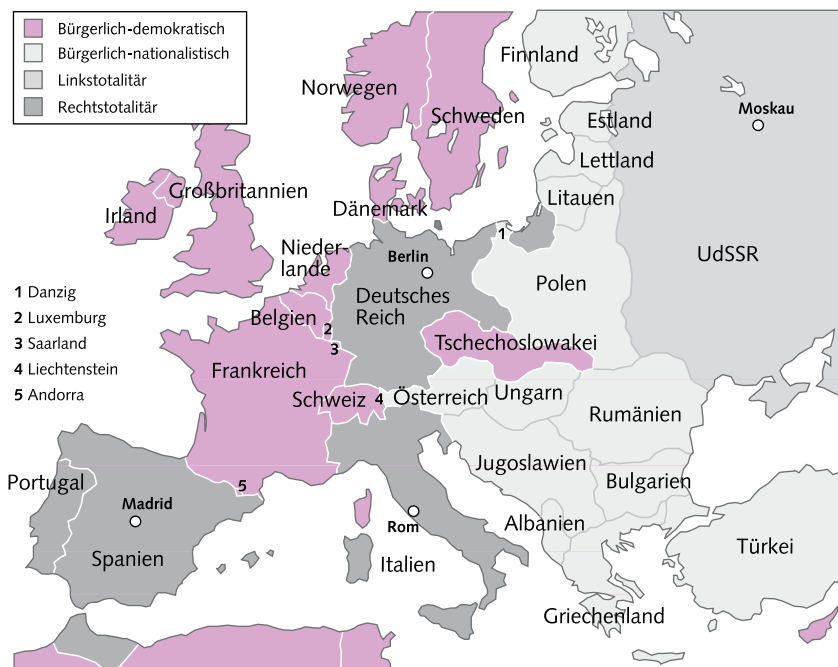 Bürgerlich-demokratisch
Bürgerlich-nationalistisch
Linkstotalitär
Rechtstotalitär
Finnland
Norwegen
Schweden
Moskau
Estland
Lettland
Großbritannien
Litauen
Irland
Dänemark
1
Nieder-
lande
Berlin
UdSSR
Polen
1 Danzig
2 Luxemburg
3 Saarland
4 Liechtenstein
5 Andorra
Deutsches
Reich
Belgien
2
3
Tschechoslowakei
Frankreich
Schweiz
4
Österreich
Ungarn
Rumänien
Jugoslawien
Portugal
5
Bulgarien
Madrid
Rom
Albanien
Türkei
Spanien
Italien
Griechenland